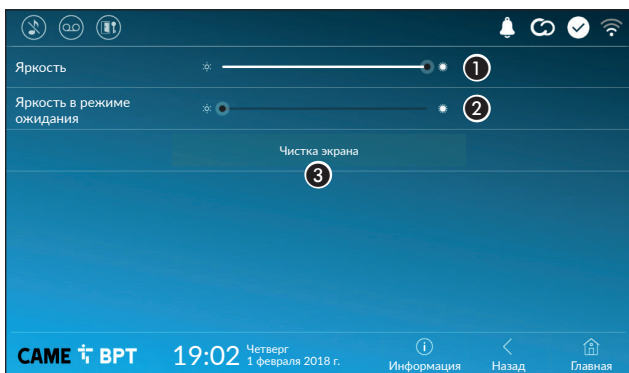 Яркость
1
Яркость в режиме
ожидания
2
Чистка экрана
3
CAME BPT
19:02
Четверг
1 февраля 2018 г.
Информация
Назад
Главная